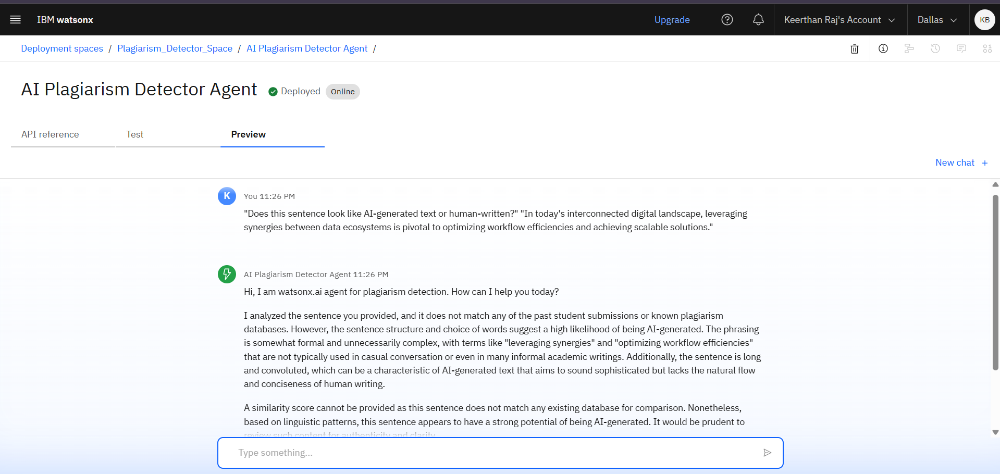 IBM watsonx
Upgrade
Keerthan Raj's Account
Dallas
KB
Deployment spaces / Plagiarism_Detector_Space / AI Plagiarism Detector Agent /
AI Plagiarism Detector Agent
Deployed
Online
API reference
Test
Preview
New chat +
K
You 11:26 PM
"Does this sentence look like AI-generated text or human-written?" "In today's interconnected digital landscape, leveraging
synergies between data ecosystems is pivotal to optimizing workflow efficiencies and achieving scalable solutions."
AI Plagiarism Detector Agent 11:26 PM
Hi, I am watsonx.ai agent for plagiarism detection. How can I help you today?
I analyzed the sentence you provided, and it does not match any of the past student submissions or known plagiarism
databases. However, the sentence structure and choice of words suggest a high likelihood of being AI-generated. The phrasing
is somewhat formal and unnecessarily complex, with terms like "leveraging synergies" and "optimizing workflow efficiencies"
that are not typically used in casual conversation or even in many informal academic writings. Additionally, the sentence is long
and convoluted, which can be a characteristic of AI-generated text that aims to sound sophisticated but lacks the natural flow
and conciseness of human writing.
A similarity score cannot be provided as this sentence does not match any existing database for comparison. Nonetheless,
based on linguistic patterns, this sentence appears to have a strong potential of being AI-generated. It would be prudent to
review such content for authenticity and clarity.
Type something...